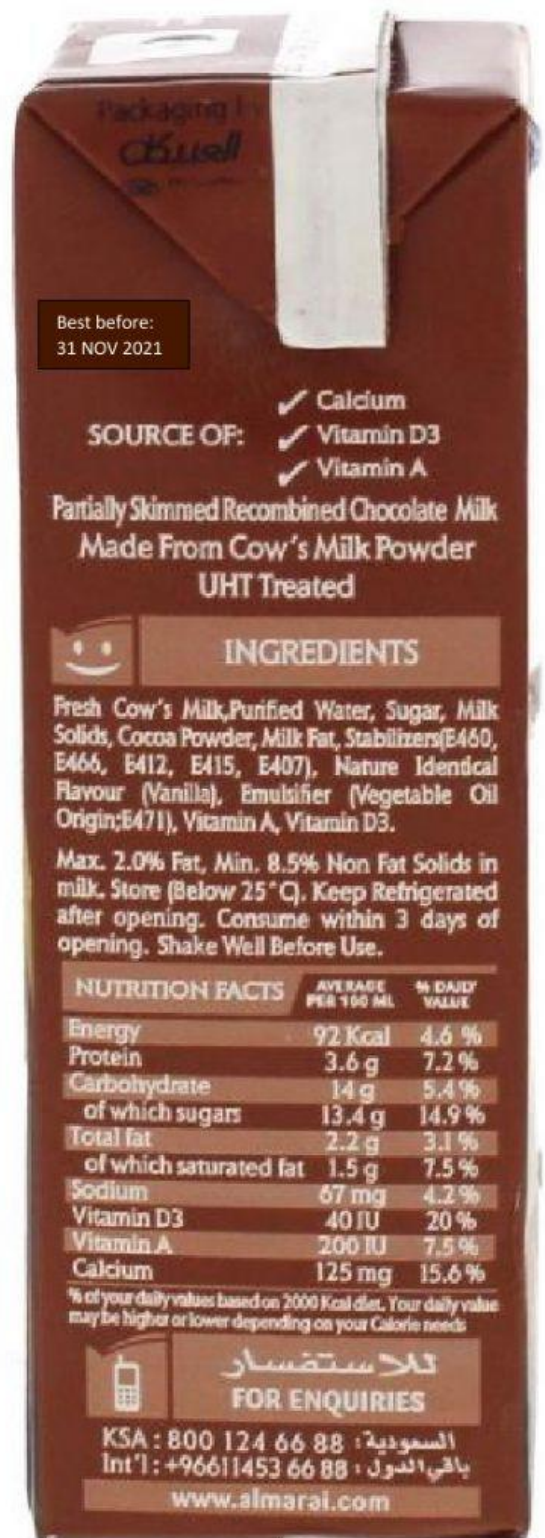 Packaging by
العبيكان
Best before:
31 NOV 2021
SOURCE OF:
Calcium
Vitamin D3
Vitamin A
Partially Skimmed Recombined Chocolate Milk
Made From Cow's Milk Powder
UHT Treated
INGREDIENTS
Fresh Cow's Milk,Purified Water, Sugar, Milk
Solids, Cocoa Powder, Milk Fat, Stabilizers(E460,
E466, E412, E415, E407), Nature Identical
Flavour (Vanilla), Emulsifier (Vegetable Oil
Origin;E471), Vitamin A, Vitamin D3.
Max. 2.0% Fat, Min. 8.5% Non Fat Solids in
milk. Store (Below 25°C). Keep Refrigerated
after opening. Consume within 3 days of
opening. Shake Well Before Use.
NUTRITION FACTS AVERAGE PER 100 ML % DAILY VALUE
Energy 92 Kcal 4.6 %
Protein 3.6 g 7.2 %
Carbohydrate 14 g 5.4 %
of which sugars 13.4 g 14.9 %
Total fat 2.2 g 3.1 %
of which saturated fat 1.5 g 7.5 %
Sodium 67 mg 4.2 %
Vitamin D3 40 IU 20 %
Vitamin A 200 IU 7.5 %
Calcium 125 mg 15.6 %
% of your daily values based on 2000 Kcal diet. Your daily value
may be higher or lower depending on your Calorie needs
للاستفسار
FOR ENQUIRIES
KSA : 800 124 66 88 : السعودية
Int'l : +96611453 66 88 : باقي الدول
www.almarai.com